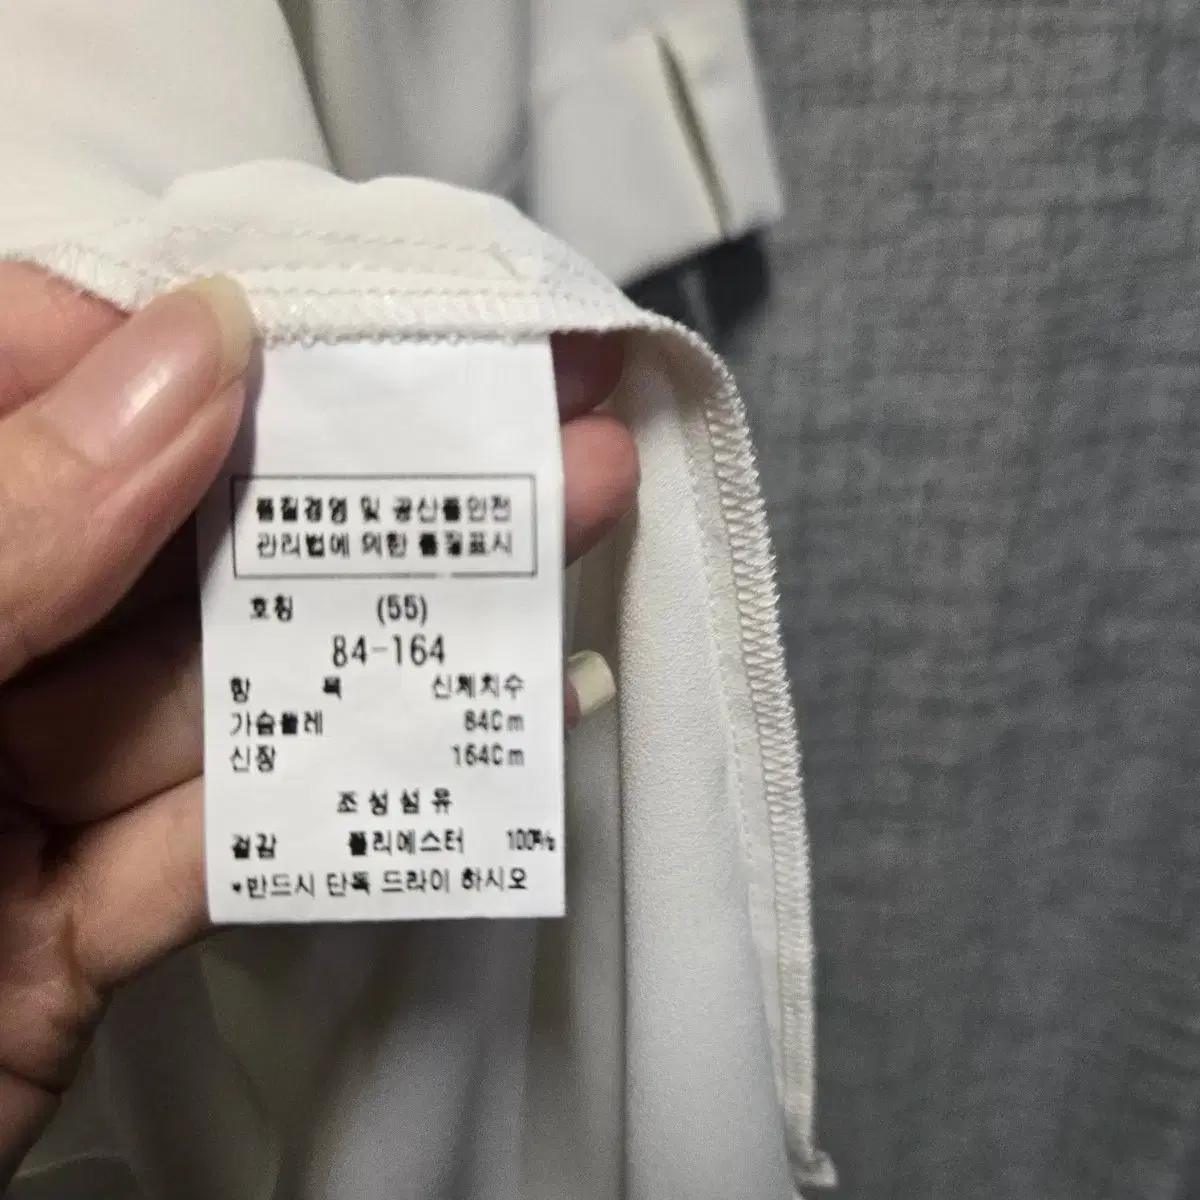 품질경영 및 공산품안전
관리법에 의한 품질표시
호칭 (55)
84-164
항 목 신체치수
가슴둘레 84Cm
신장 164Cm
조성섬유
겉감 폴리에스터 100%
*반드시 단독 드라이 하시오